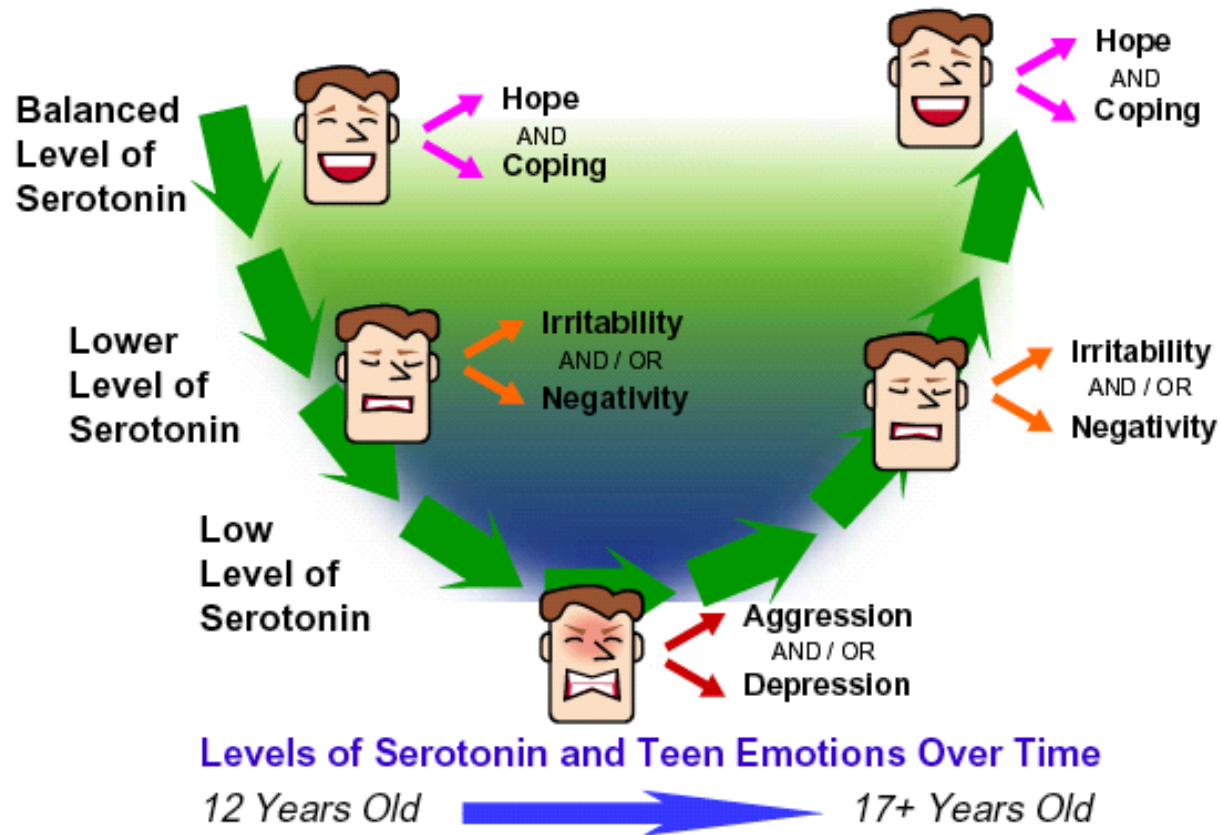 Balanced
Level of
Serotonin
Hope
AND
Coping
Hope
AND
Coping
Lower
Level of
Serotonin
Irritability
AND / OR
Negativity
Irritability
AND / OR
Negativity
Low
Level of
Serotonin
Aggression
AND / OR
Depression
Levels of Serotonin and Teen Emotions Over Time
12 Years Old
17+ Years Old